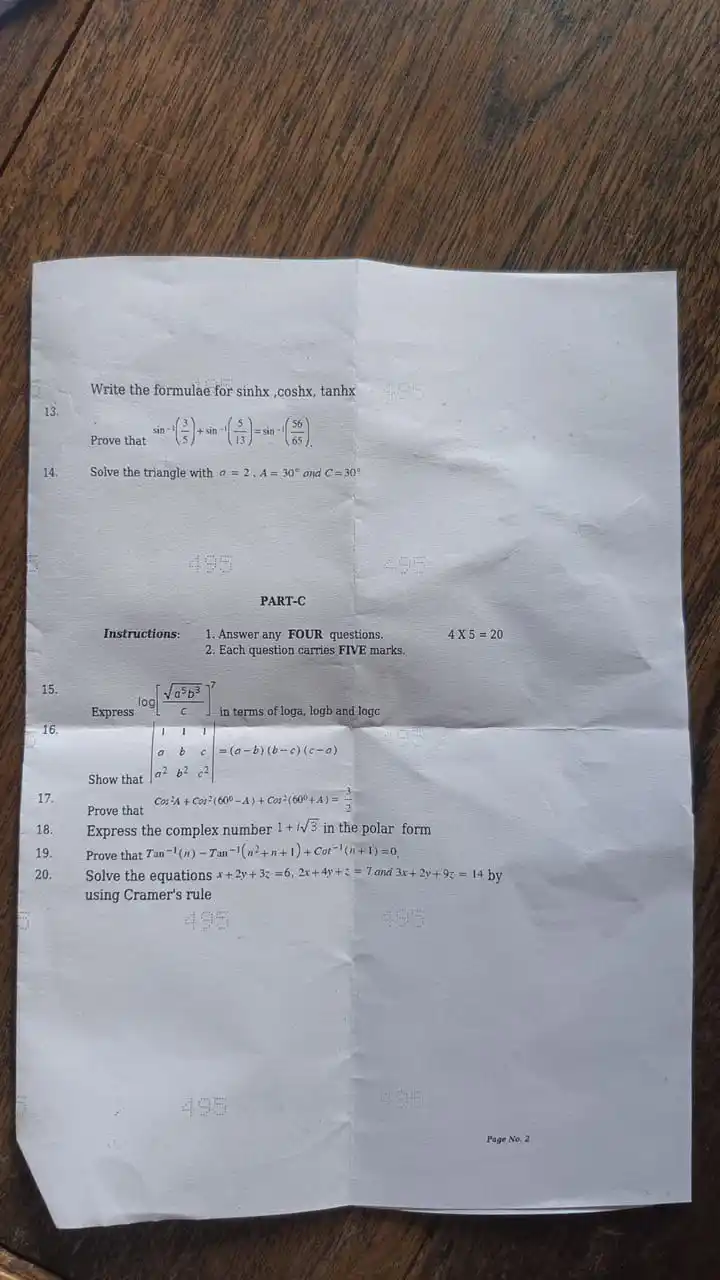 Write the formulae for sinhx ,coshx, tanhx
13.
Prove that sin⁻¹(3/5) + sin⁻¹(5/13) = sin⁻¹(56/65).
14. Solve the triangle with a = 2 , A = 30° and C = 30°
495 495
PART-C
Instructions: 1. Answer any FOUR questions. 4 X 5 = 20
2. Each question carries FIVE marks.
15.
Express log[√(a⁵b³)/c]⁷ in terms of loga, logb and logc
16.
Show that |1 1 1; a b c; a² b² c²| = (a−b)(b−c)(c−a)
17.
Prove that Cos²A + Cos²(60⁰−A) + Cos²(60⁰+A) = 3/2
18. Express the complex number 1 + i√3 in the polar form
19. Prove that Tan⁻¹(n) − Tan⁻¹(n²+n+1) + Cot⁻¹(n+1) =0.
20. Solve the equations x+2y+3z =6, 2x+4y+z = 7 and 3x+2y+9z = 14 by
using Cramer's rule
495 495
495 495
Page No. 2